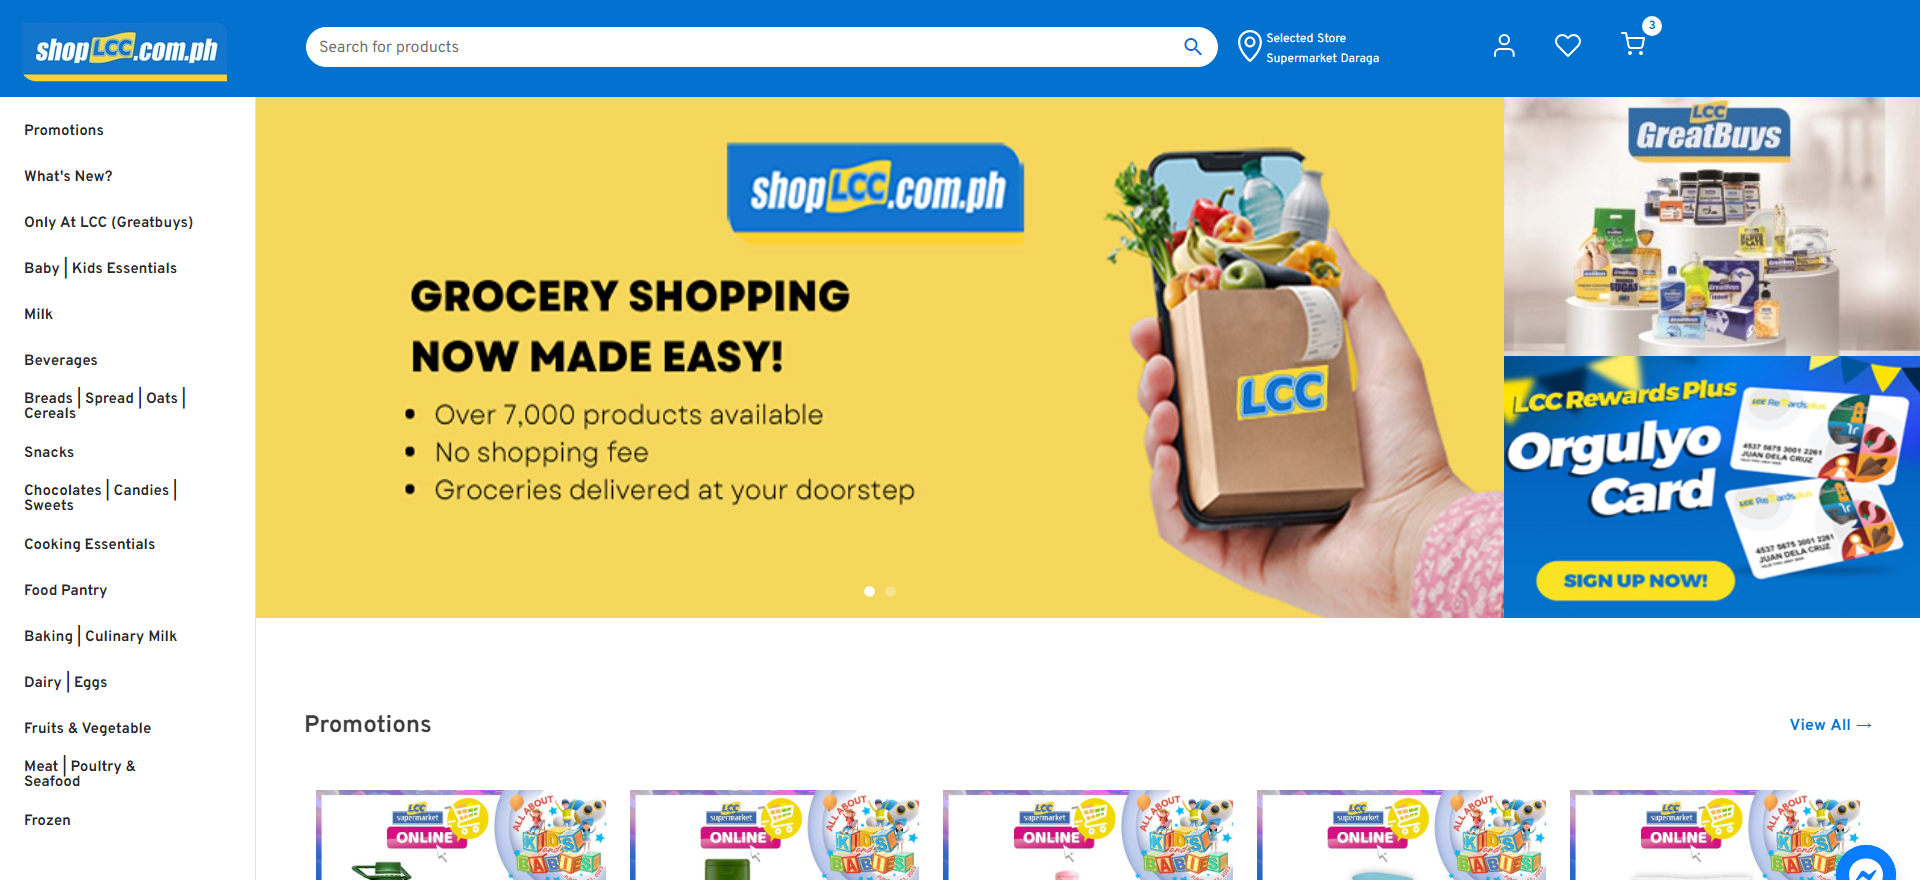 shopLCC.com.ph
Search for products
Selected Store
Supermarket Daraga
3
Promotions
What's New?
Only At LCC (Greatbuys)
Baby | Kids Essentials
Milk
Beverages
Breads | Spread | Oats |
Cereals
Snacks
Chocolates | Candies |
Sweets
Cooking Essentials
Food Pantry
Baking | Culinary Milk
Dairy | Eggs
Fruits & Vegetable
Meat | Poultry &
Seafood
Frozen
shopLCC.com.ph
GROCERY SHOPPING
NOW MADE EASY!
• Over 7,000 products available
• No shopping fee
• Groceries delivered at your doorstep
LCC
LCC
GreatBuys
LCC Rewards Plus
Orgulyo
Card
SIGN UP NOW!
LCC Rewardsplus
4537 5675 3001 2261
JUAN DELA CRUZ
LCC Rewardsplus
4537 5675 3001 2261
JUAN DELA CRUZ
Promotions
View All →
LCC
supermarket
ONLINE
ALL ABOUT
KIDS
and
BABIES!
LCC
supermarket
ONLINE
ALL ABOUT
KIDS
and
BABIES!
LCC
supermarket
ONLINE
ALL ABOUT
KIDS
and
BABIES!
LCC
supermarket
ONLINE
ALL ABOUT
KIDS
and
BABIES!
LCC
supermarket
ONLINE
ALL ABOUT
KIDS
and
BABIES!